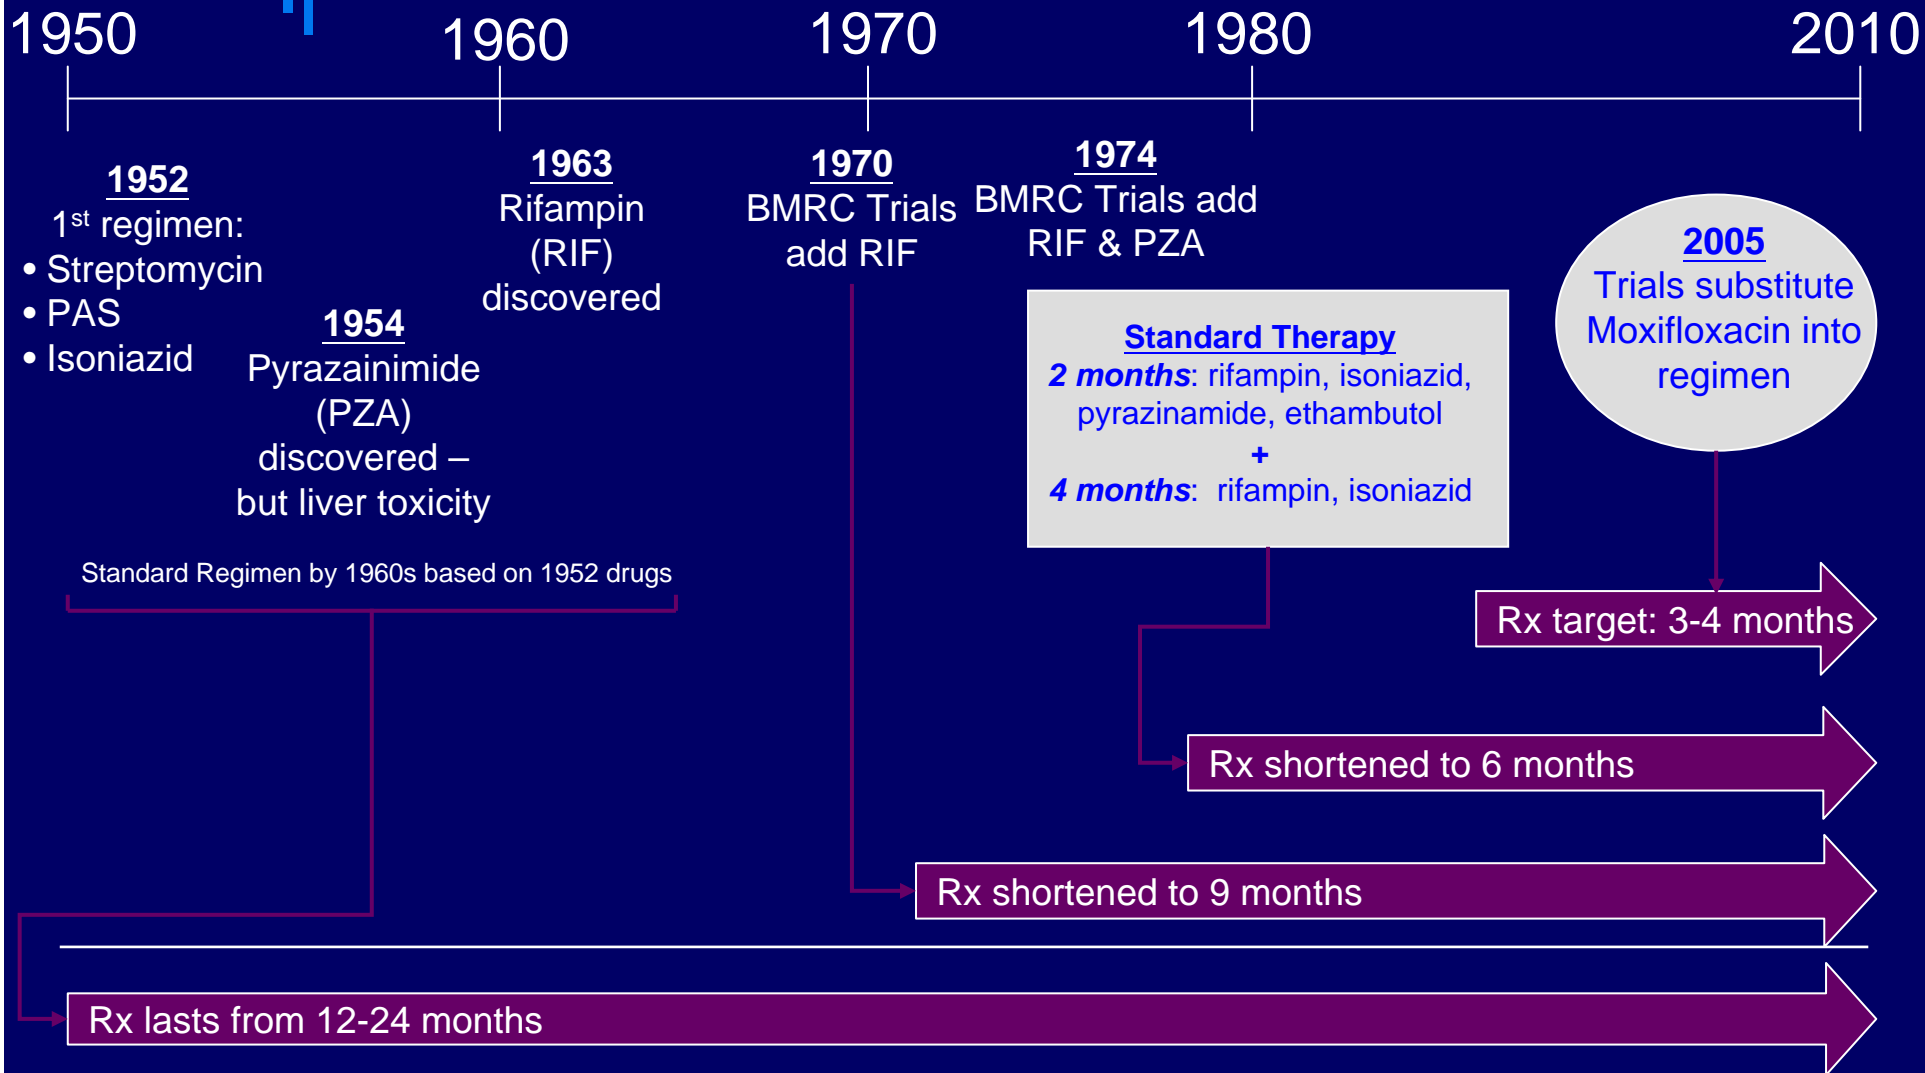 1950
1960
1970
1980
2010
1952
1st regimen:
• Streptomycin
• PAS
• Isoniazid
1954
Pyrazainimide
(PZA)
discovered –
but liver toxicity
1963
Rifampin
(RIF)
discovered
1970
BMRC Trials
add RIF
1974
BMRC Trials add
RIF & PZA
Standard Therapy
2 months: rifampin, isoniazid,
pyrazinamide, ethambutol
+
4 months: rifampin, isoniazid
2005
Trials substitute
Moxifloxacin into
regimen
Standard Regimen by 1960s based on 1952 drugs
Rx target: 3-4 months
Rx shortened to 6 months
Rx shortened to 9 months
Rx lasts from 12-24 months